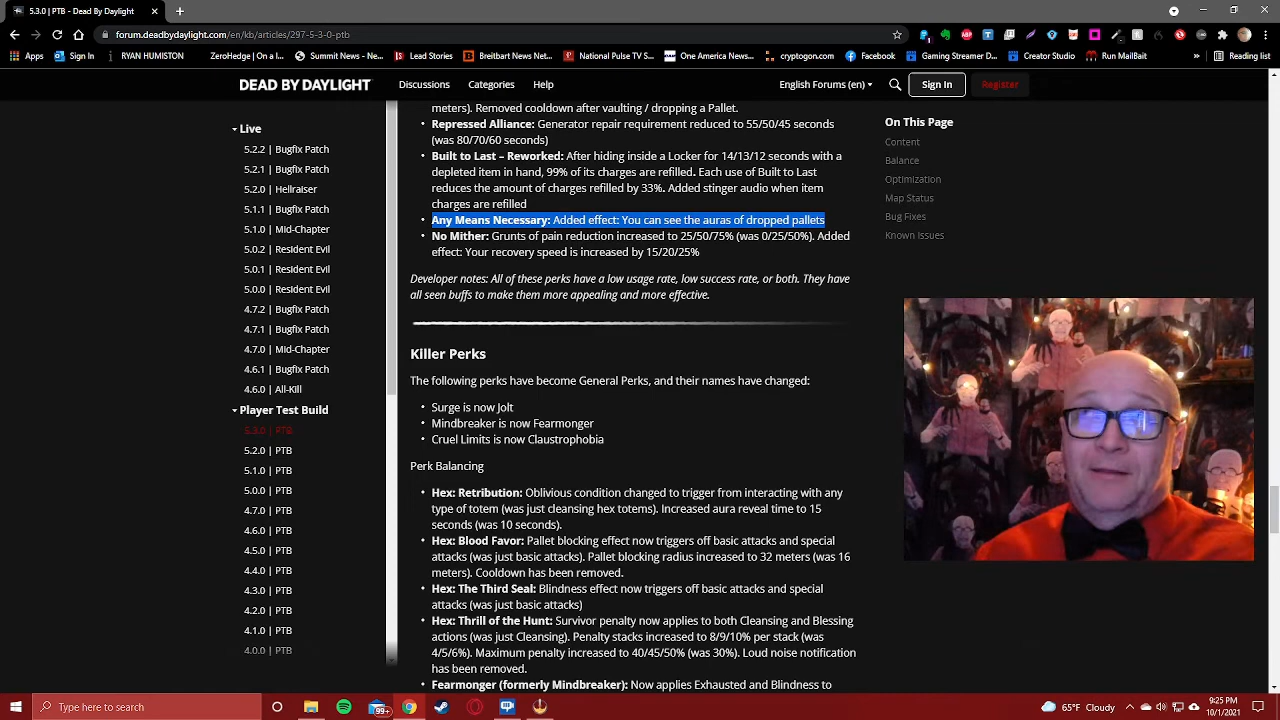 5.3.0 | PTB - Dead By Daylight
forum.deadbydaylight.com/en/kb/articles/297-5-3-0-ptb
Apps
Sign In
RYAN HUMISTON
ZeroHedge | On a lo...
Summit News – Ne...
Lead Stories
Breitbart News Net...
National Pulse TV S...
One America News...
cryptogon.com
Facebook
Gaming Streamer D...
Creator Studio
Run MailBait
»
Reading list
DEAD BY DAYLIGHT
Discussions
Categories
Help
English Forums (en)
Sign In
Register
Live
5.2.2 | Bugfix Patch
5.2.1 | Bugfix Patch
5.2.0 | Hellraiser
5.1.1 | Bugfix Patch
5.1.0 | Mid-Chapter
5.0.2 | Resident Evil
5.0.1 | Resident Evil
5.0.0 | Resident Evil
4.7.2 | Bugfix Patch
4.7.1 | Bugfix Patch
4.7.0 | Mid-Chapter
4.6.1 | Bugfix Patch
4.6.0 | All-Kill
Player Test Build
5.3.0 | PTB
5.2.0 | PTB
5.1.0 | PTB
5.0.0 | PTB
4.7.0 | PTB
4.6.0 | PTB
4.5.0 | PTB
4.4.0 | PTB
4.3.0 | PTB
4.2.0 | PTB
4.1.0 | PTB
4.0.0 | PTB
meters). Removed cooldown after vaulting / dropping a Pallet.
• Repressed Alliance: Generator repair requirement reduced to 55/50/45 seconds
(was 80/70/60 seconds)
• Built to Last – Reworked: After hiding inside a Locker for 14/13/12 seconds with a
depleted item in hand, 99% of its charges are refilled. Each use of Built to Last
reduces the amount of charges refilled by 33%. Added stinger audio when item
charges are refilled
• Any Means Necessary: Added effect: You can see the auras of dropped pallets
• No Mither: Grunts of pain reduction increased to 25/50/75% (was 0/25/50%). Added
effect: Your recovery speed is increased by 15/20/25%
Developer notes: All of these perks have a low usage rate, low success rate, or both. They have
all seen buffs to make them more appealing and more effective.
Killer Perks
The following perks have become General Perks, and their names have changed:
• Surge is now Jolt
• Mindbreaker is now Fearmonger
• Cruel Limits is now Claustrophobia
Perk Balancing
• Hex: Retribution: Oblivious condition changed to trigger from interacting with any
type of totem (was just cleansing hex totems). Increased aura reveal time to 15
seconds (was 10 seconds).
• Hex: Blood Favor: Pallet blocking effect now triggers off basic attacks and special
attacks (was just basic attacks). Pallet blocking radius increased to 32 meters (was 16
meters). Cooldown has been removed.
• Hex: The Third Seal: Blindness effect now triggers off basic attacks and special
attacks (was just basic attacks)
• Hex: Thrill of the Hunt: Survivor penalty now applies to both Cleansing and Blessing
actions (was just Cleansing). Penalty stacks increased to 8/9/10% per stack (was
4/5/6%). Maximum penalty increased to 40/45/50% (was 30%). Loud noise notification
has been removed.
• Fearmonger (formerly Mindbreaker): Now applies Exhausted and Blindness to
On This Page
Content
Balance
Optimization
Map Status
Bug Fixes
Known Issues
Type here to search
99+
65°F Cloudy
9:25 PM
10/1/2021